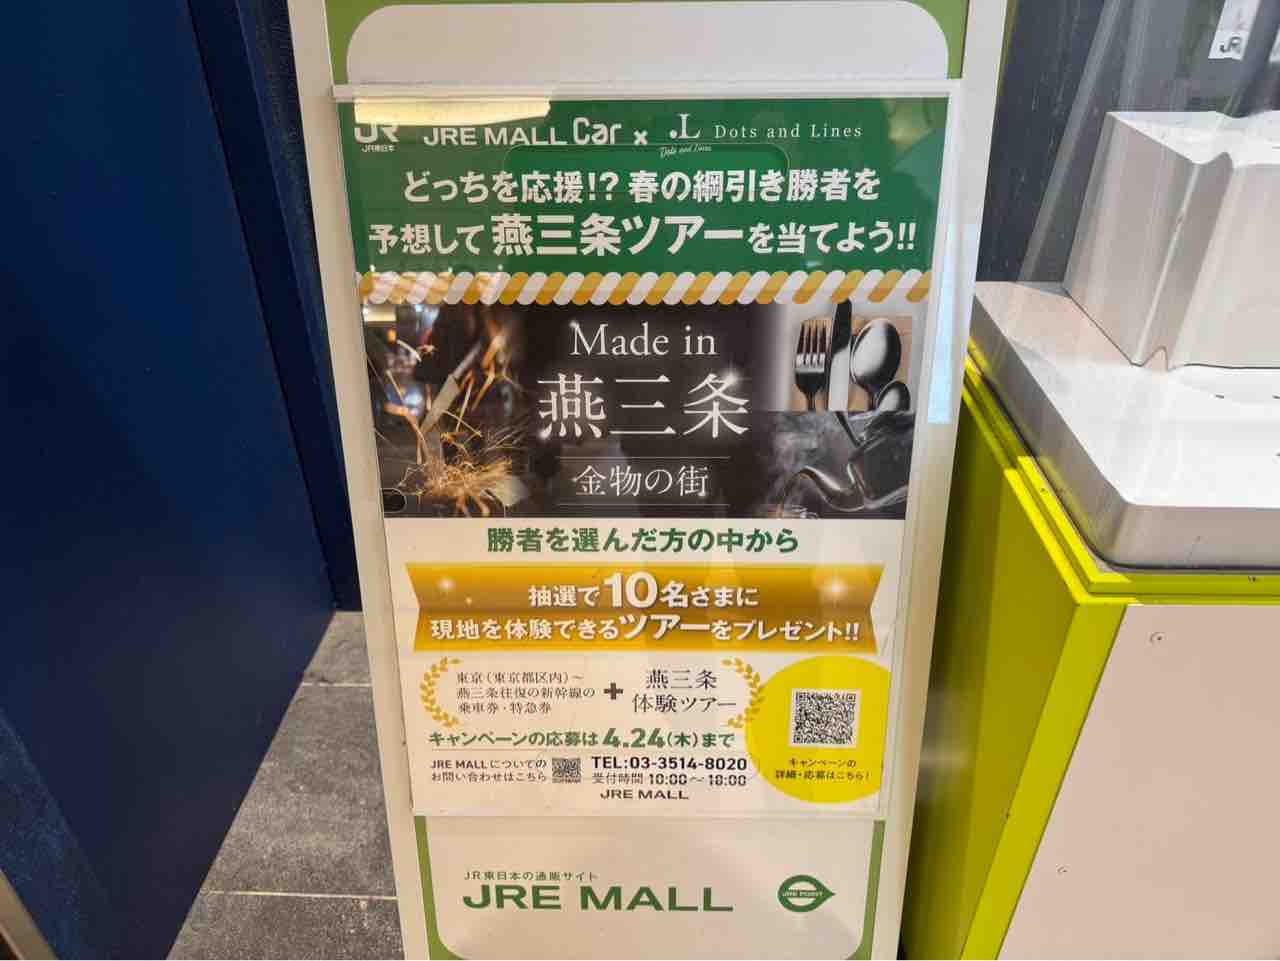 JR
JR東日本
JRE MALL Car × .L Dots and Lines
Dots and Lines
どっちを応援!? 春の綱引き勝者を
予想して 燕三条ツアーを当てよう!!
Made in
燕三条
金物の街
勝者を選んだ方の中から
抽選で10名さまに
現地を体験できるツアーをプレゼント!!
東京(東京都区内)~
燕三条往復の新幹線の
乗車券・特急券
+
燕三条
体験ツアー
キャンペーンの応募は4.24(木)まで
JRE MALLについての
お問い合わせはこちら
TEL:03-3514-8020
受付時間 10:00~18:00
JRE MALL
キャンペーンの
詳細・応募はこちら!
JR東日本の通販サイト
JRE MALL
JRE POINT
JR